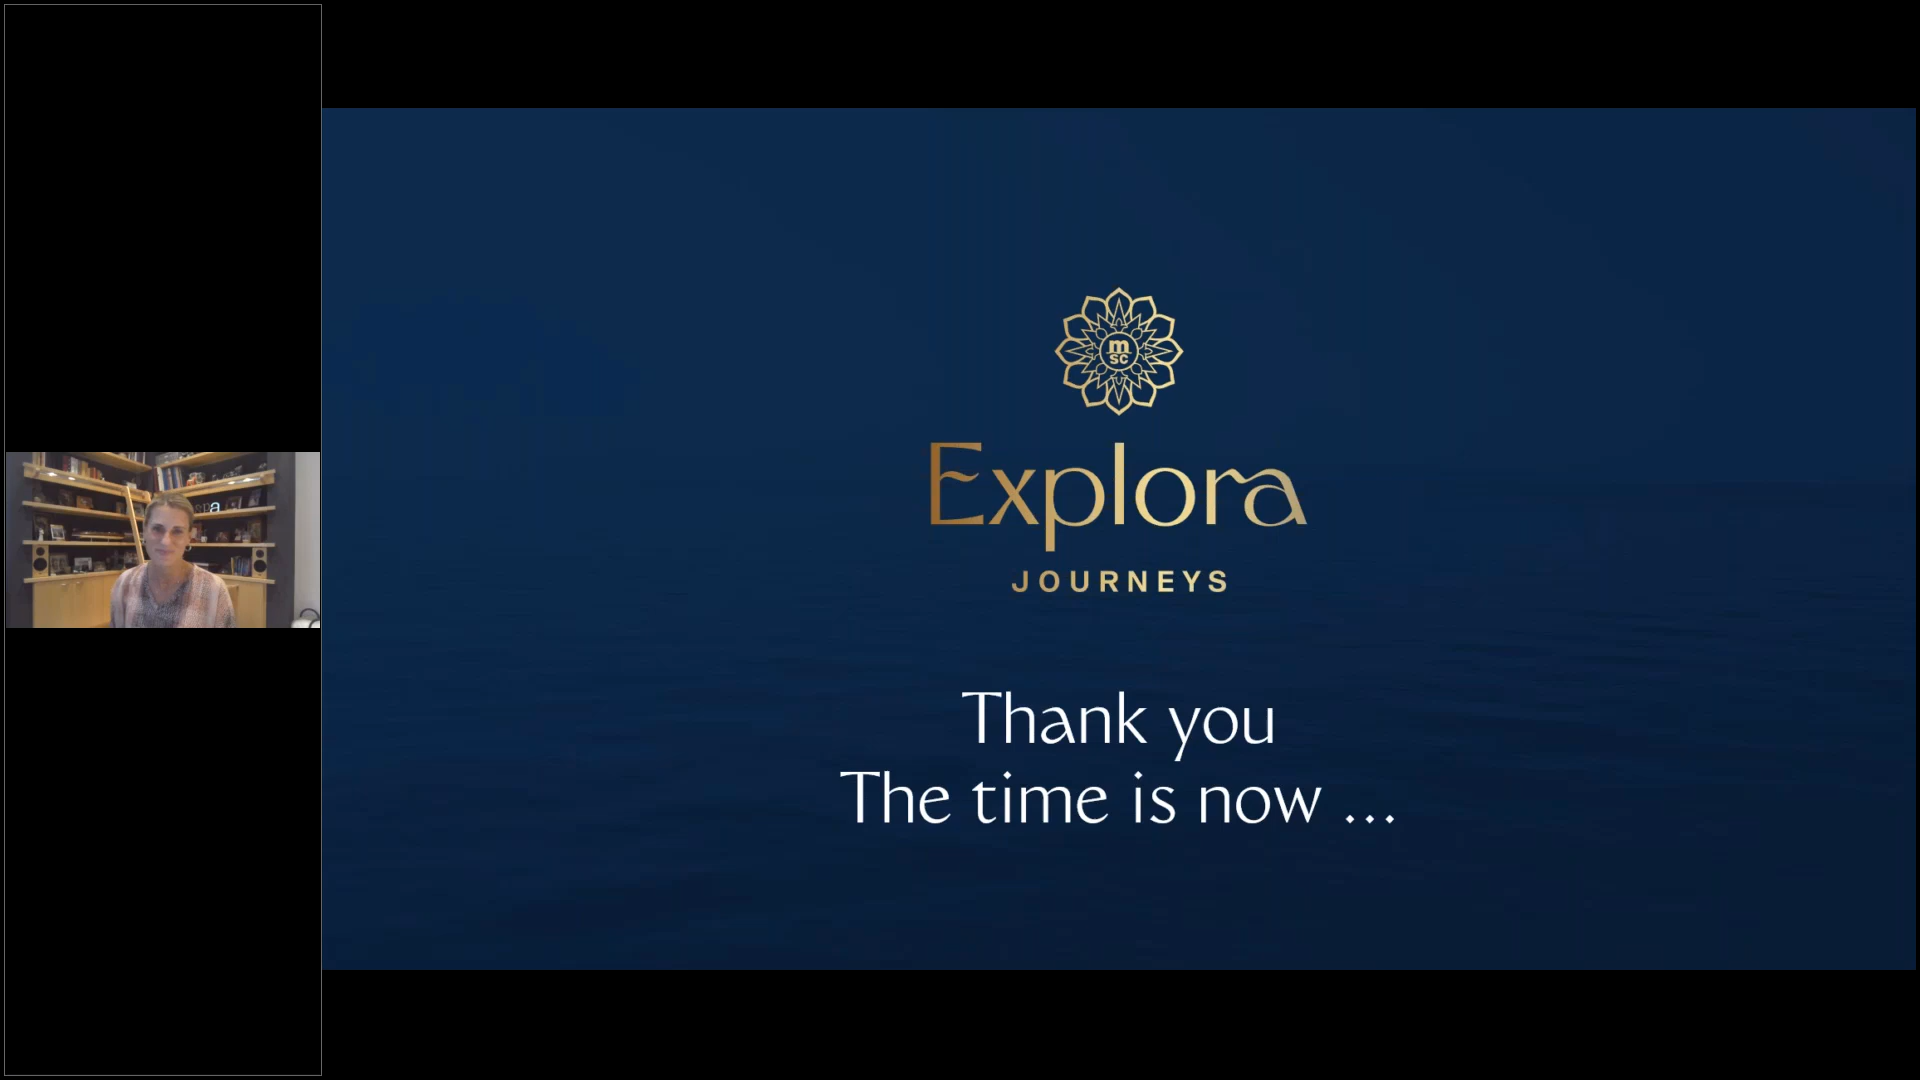 msc
Explora
JOURNEYS
Thank you
The time is now ...